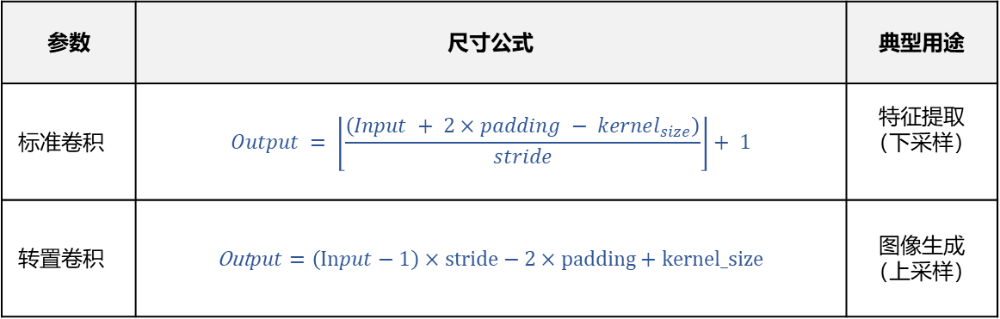 参数 尺寸公式 典型用途
标准卷积 Output = ⌊(Input + 2 × padding − kernel_size) / stride⌋ + 1 特征提取
(下采样)
转置卷积 Output = (Input − 1) × stride − 2 × padding + kernel_size 图像生成
(上采样)